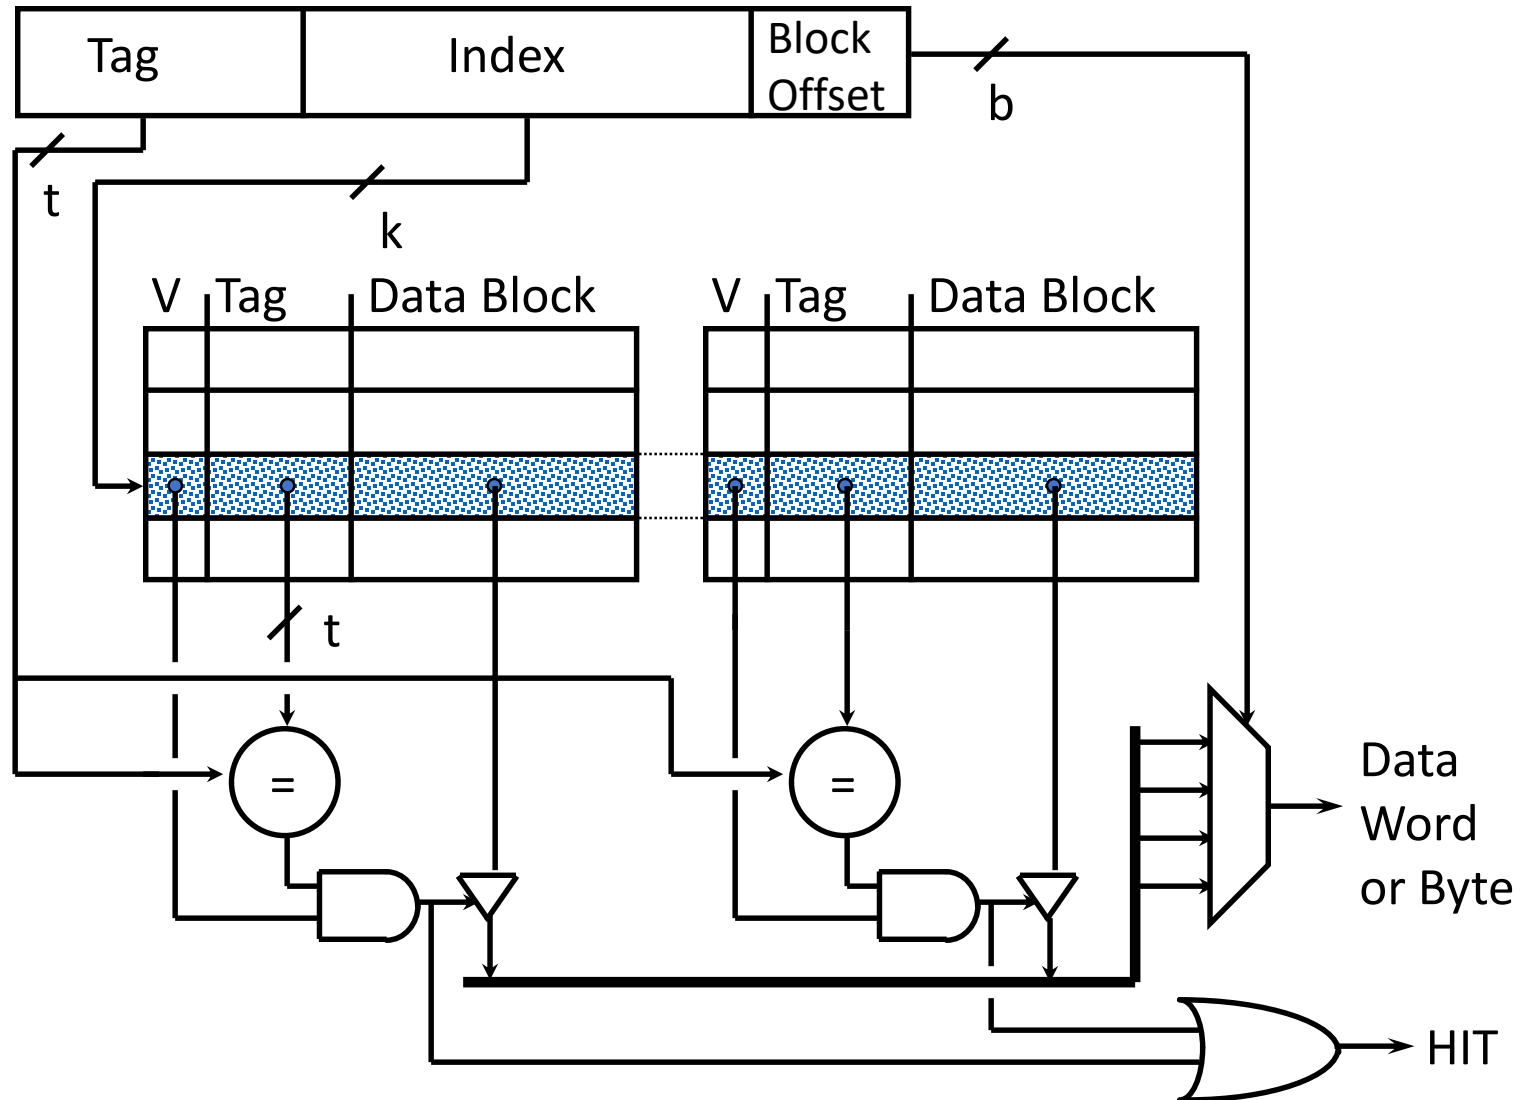 Tag Index Block
Offset
b
t
k
V Tag Data Block V Tag Data Block
t
= =
Data
Word
or Byte
HIT